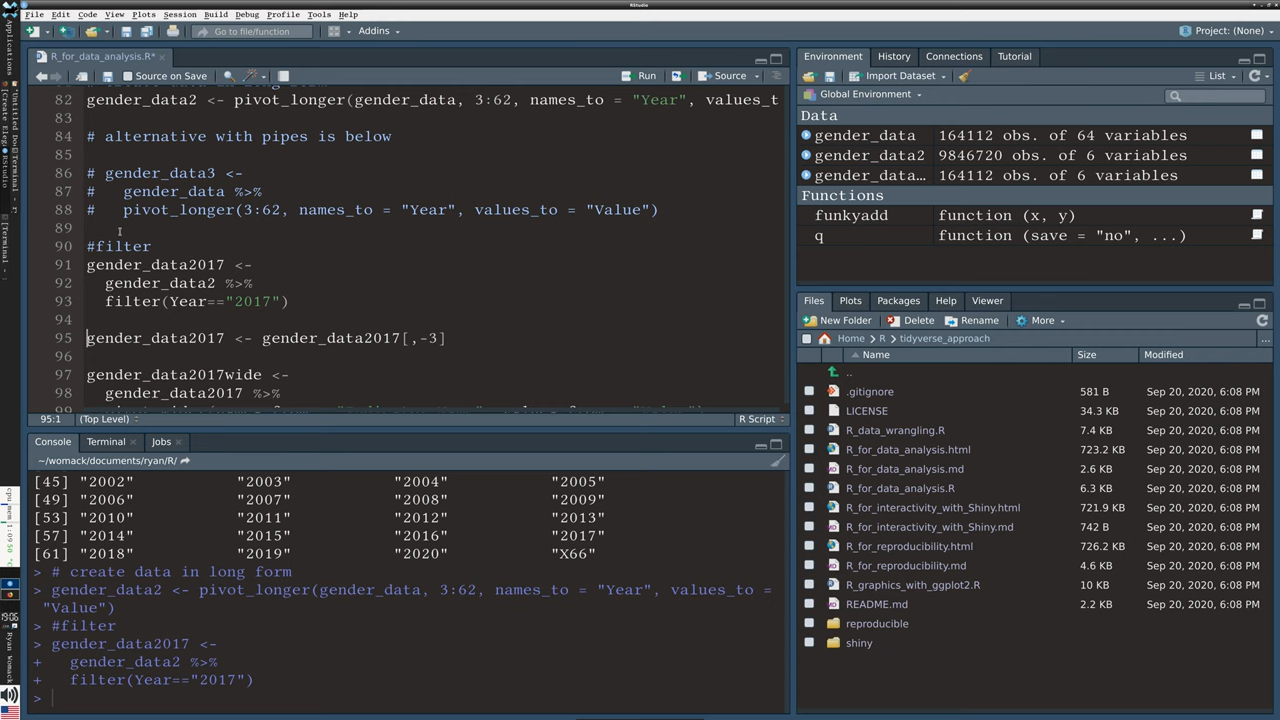 RStudio
File Edit Code View Plots Session Build Debug Profile Tools Help
Go to file/function Addins Project: (None)
R_for_data_analysis.R*
Source on Save Run Source
82 gender_data2 <- pivot_longer(gender_data, 3:62, names_to = "Year", values_t
83
84 # alternative with pipes is below
85
86 # gender_data3 <-
87 #   gender_data %>%
88 #   pivot_longer(3:62, names_to = "Year", values_to = "Value")
89
90 #filter
91 gender_data2017 <-
92   gender_data2 %>%
93   filter(Year=="2017")
94
95 gender_data2017 <- gender_data2017[,-3]
96
97 gender_data2017wide <-
98   gender_data2017 %>%
99
95:1 (Top Level) R Script
Console Terminal Jobs
~/womack/documents/ryan/R/
[45] "2002" "2003" "2004" "2005"
[49] "2006" "2007" "2008" "2009"
[53] "2010" "2011" "2012" "2013"
[57] "2014" "2015" "2016" "2017"
[61] "2018" "2019" "2020" "X66"
> # create data in long form
> gender_data2 <- pivot_longer(gender_data, 3:62, names_to = "Year", values_to =
"Value")
> #filter
> gender_data2017 <-
+   gender_data2 %>%
+   filter(Year=="2017")
>
Environment History Connections Tutorial
Import Dataset List
Global Environment
Data
gender_data 164112 obs. of 64 variables
gender_data2 9846720 obs. of 6 variables
gender_data… 164112 obs. of 6 variables
Functions
funkyadd function (x, y)
q function (save = "no", ...)
Files Plots Packages Help Viewer
New Folder Delete Rename More
Home R tidyverse_approach ...
Name Size Modified
..
.gitignore 581 B Sep 20, 2020, 6:08 PM
LICENSE 34.3 KB Sep 20, 2020, 6:08 PM
R_data_wrangling.R 7.4 KB Sep 20, 2020, 6:08 PM
R_for_data_analysis.html 723.2 KB Sep 20, 2020, 6:08 PM
R_for_data_analysis.md 2.6 KB Sep 20, 2020, 6:08 PM
R_for_data_analysis.R 6.3 KB Sep 20, 2020, 6:08 PM
R_for_interactivity_with_Shiny.html 721.9 KB Sep 20, 2020, 6:08 PM
R_for_interactivity_with_Shiny.md 742 B Sep 20, 2020, 6:08 PM
R_for_reproducibility.html 726.2 KB Sep 20, 2020, 6:08 PM
R_for_reproducibility.md 4.6 KB Sep 20, 2020, 6:08 PM
R_graphics_with_ggplot2.R 10 KB Sep 20, 2020, 6:08 PM
README.md 2.2 KB Sep 20, 2020, 6:08 PM
reproducible
shiny
Applications
RStudio
19:06
Ryan Womack